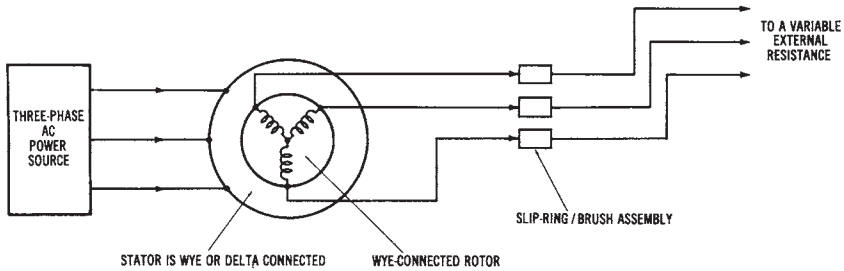 THREE-PHASE
AC
POWER
SOURCE
TO A VARIABLE
EXTERNAL
RESISTANCE
SLIP-RING / BRUSH ASSEMBLY
STATOR IS WYE OR DELTA CONNECTED
WYE-CONNECTED ROTOR